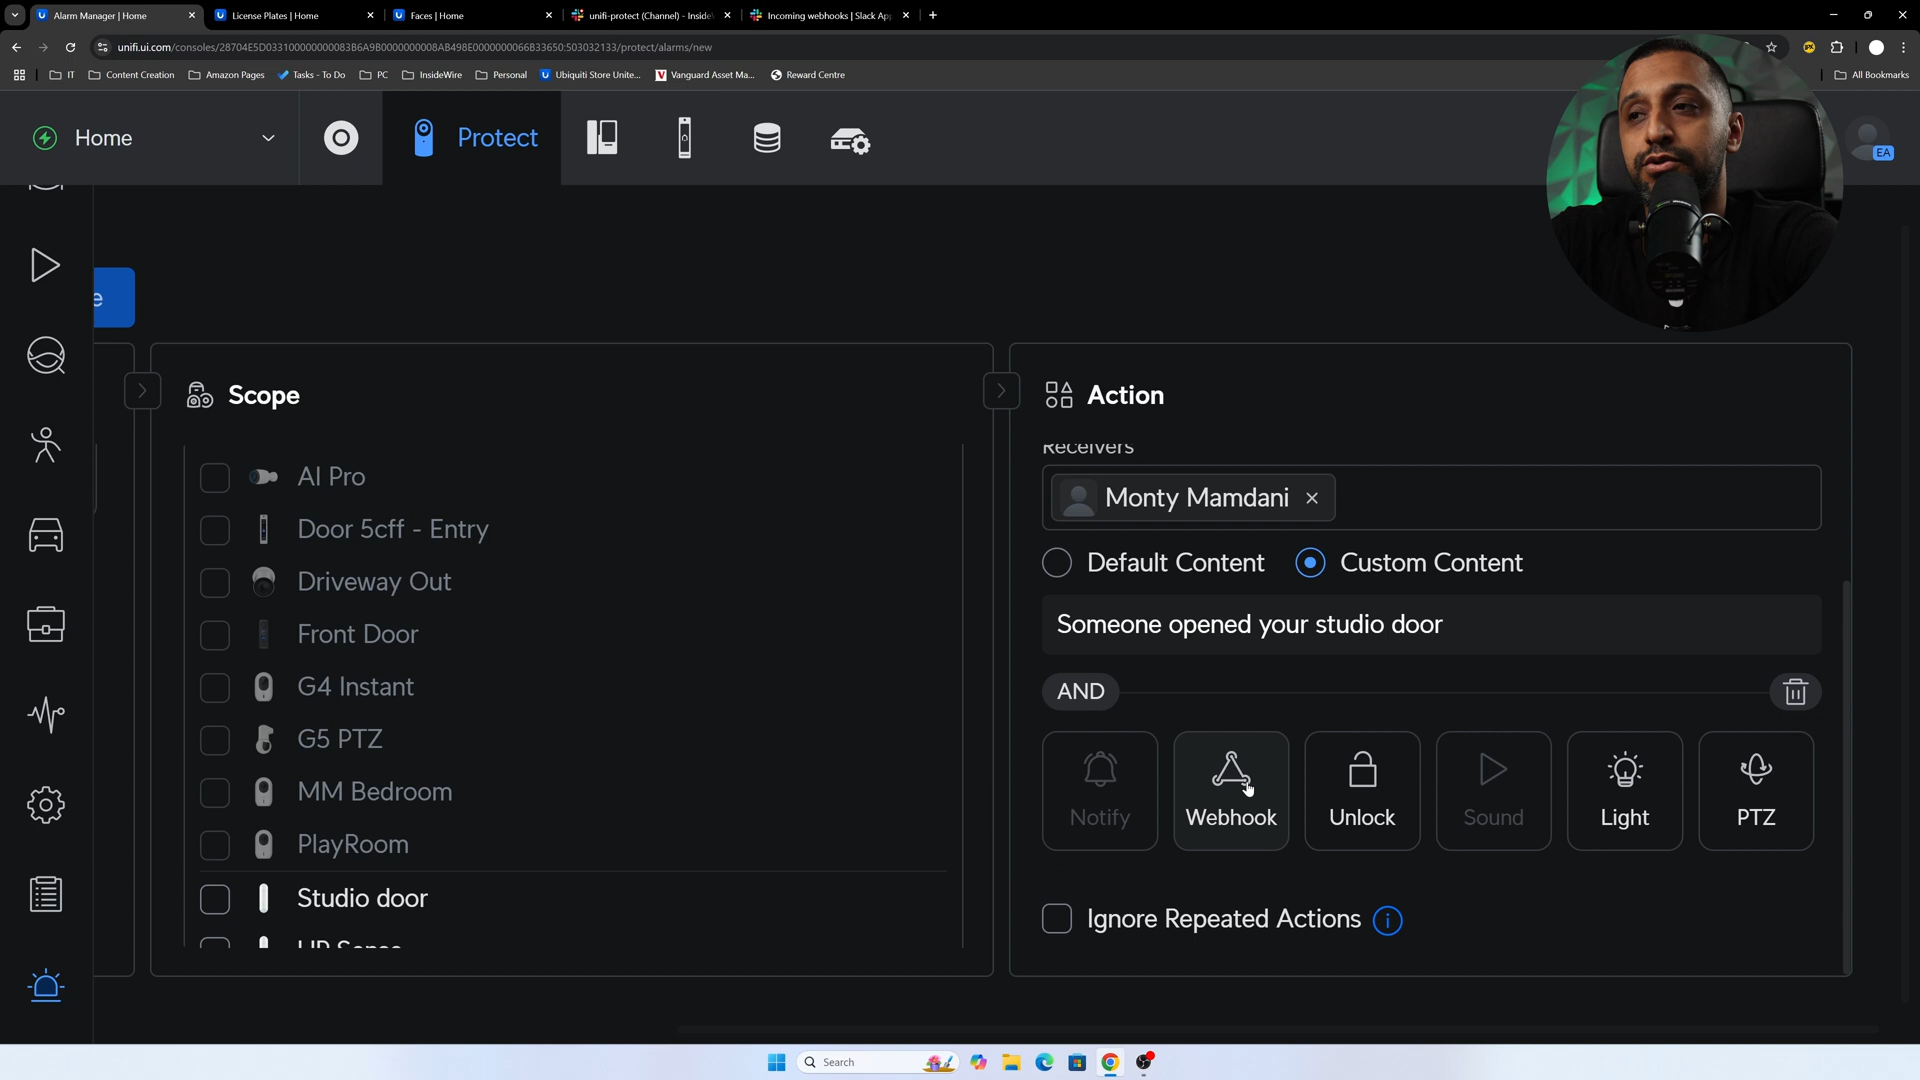 Alarm Manager | Home
License Plates | Home
Faces | Home
unifi-protect (Channel) - Inside
Incoming webhooks | Slack Ap
unifi.ui.com/consoles/28704E5D03310000000083B6A9B0000000008AB498E0000000066B33650:503032133/protect/alarms/new
IT
Content Creation
Amazon Pages
Tasks - To Do
PC
InsideWire
Personal
Ubiquiti Store Unite...
Vanguard Asset Ma...
Reward Centre
All Bookmarks
Home
Protect
EA
e
Scope
AI Pro
Door 5cff - Entry
Driveway Out
Front Door
G4 Instant
G5 PTZ
MM Bedroom
PlayRoom
Studio door
UP Sense
Action
Receivers
Monty Mamdani
Default Content
Custom Content
Someone opened your studio door
AND
Notify
Webhook
Unlock
Sound
Light
PTZ
Ignore Repeated Actions
Search